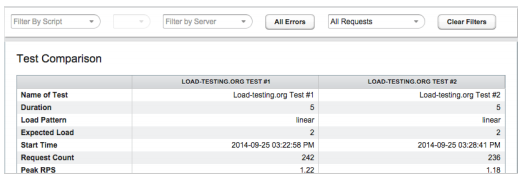 Filter By Script Filter by Server All Errors All Requests Clear Filters
Test Comparison
LOAD-TESTING.ORG TEST #1 LOAD-TESTING.ORG TEST #2
Name of Test Load-testing.org Test #1 Load-testing.org Test #2
Duration 5 5
Load Pattern linear linear
Expected Load 2 2
Start Time 2014-09-25 03:22:58 PM 2014-09-25 03:28:41 PM
Request Count 242 236
Peak RPS 1.22 1.18